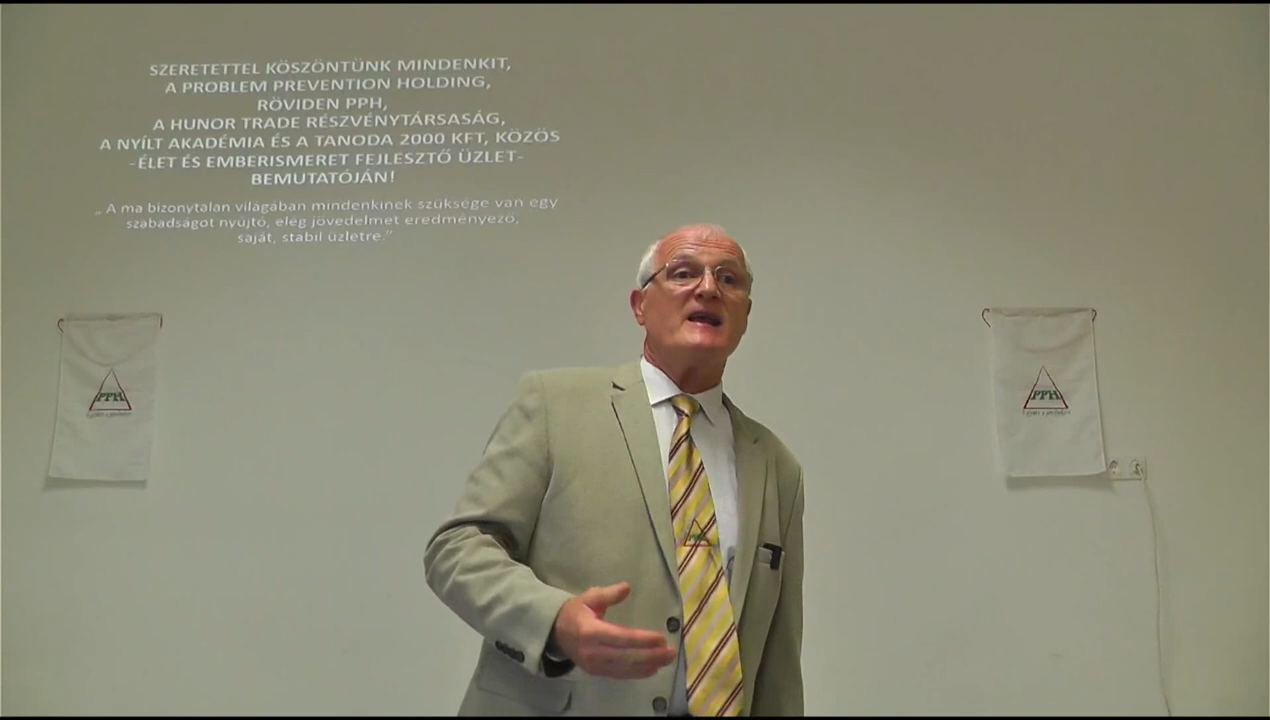 SZERETETTEL KÖSZÖNTÜNK MINDENKIT,
A PROBLEM PREVENTION HOLDING,
RÖVIDEN PPH,
A HUNOR TRADE RÉSZVÉNYTÁRSASÁG,
A NYÍLT AKADÉMIA ÉS A TANODA 2000 KFT, KÖZÖS
-ÉLET ÉS EMBERISMERET FEJLESZTŐ ÜZLET-
BEMUTATÓJÁN!
„ A ma bizonytalan világában mindenkinek szüksége van egy
szabadságot nyújtó, elég jövedelmet eredményező,
saját, stabil üzletre.”
PPH
PPH